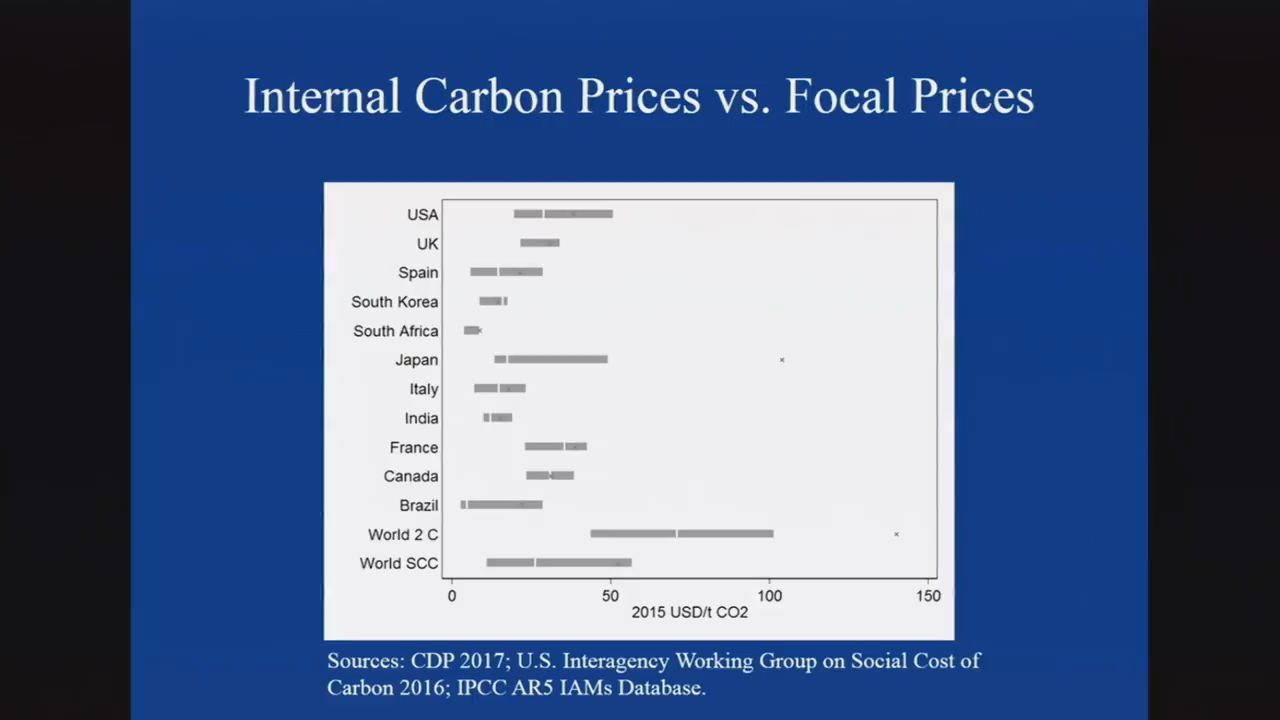 Internal Carbon Prices vs. Focal Prices
USA
UK
Spain
South Korea
South Africa
Japan
Italy
India
France
Canada
Brazil
World 2 C
World SCC
0 50 100 150
2015 USD/t CO2
Sources: CDP 2017; U.S. Interagency Working Group on Social Cost of
Carbon 2016; IPCC AR5 IAMs Database.